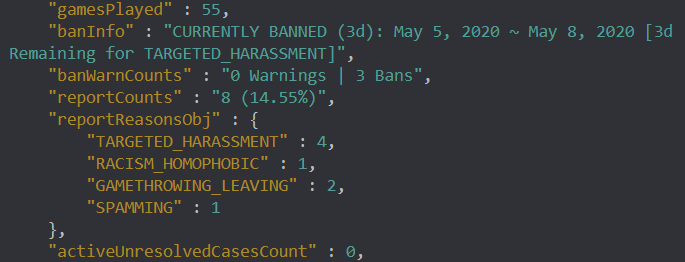 "gamesPlayed" : 55,
"banInfo" : "CURRENTLY BANNED (3d): May 5, 2020 ~ May 8, 2020 [3d
Remaining for TARGETED_HARASSMENT]",
"banWarnCounts" : "0 Warnings | 3 Bans",
"reportCounts" : "8 (14.55%)",
"reportReasonsObj" : {
"TARGETED_HARASSMENT" : 4,
"RACISM_HOMOPHOBIC" : 1,
"GAMETHROWING_LEAVING" : 2,
"SPAMMING" : 1
},
"activeUnresolvedCasesCount" : 0,